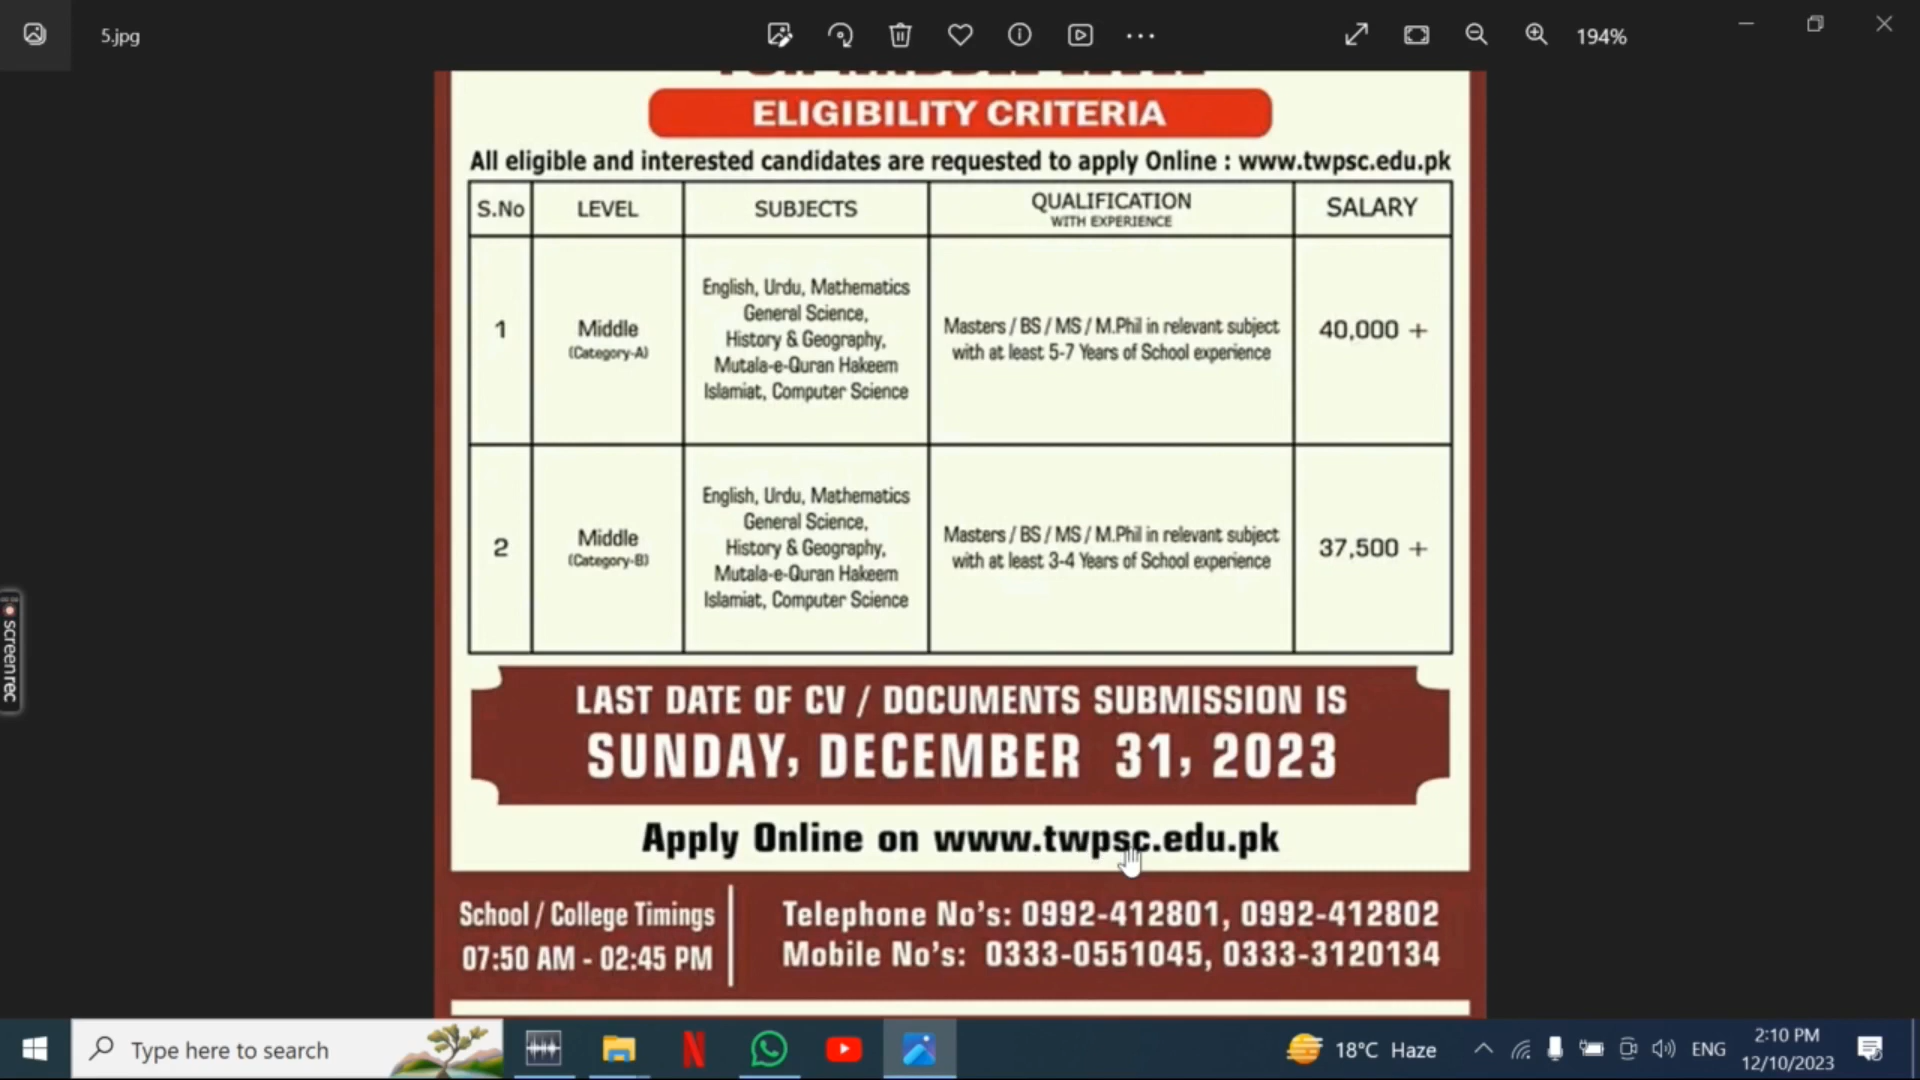 5.jpg
194%
ELIGIBILITY CRITERIA
All eligible and interested candidates are requested to apply Online : www.twpsc.edu.pk
S.No LEVEL SUBJECTS QUALIFICATION WITH EXPERIENCE SALARY
1
Middle
(Category-A)
English, Urdu, Mathematics
General Science,
History & Geography,
Mutala-e-Quran Hakeem
Islamiat, Computer Science
Masters / BS / MS / M.Phil in relevant subject
with at least 5-7 Years of School experience
40,000 +
2
Middle
(Category-B)
English, Urdu, Mathematics
General Science,
History & Geography,
Mutala-e-Quran Hakeem
Islamiat, Computer Science
Masters / BS / MS / M.Phil in relevant subject
with at least 3-4 Years of School experience
37,500 +
LAST DATE OF CV / DOCUMENTS SUBMISSION IS
SUNDAY, DECEMBER 31, 2023
Apply Online on www.twpsc.edu.pk
School / College Timings
07:50 AM - 02:45 PM
Telephone No's: 0992-412801, 0992-412802
Mobile No's: 0333-0551045, 0333-3120134
screenrec
Type here to search
18°C Haze
ENG
2:10 PM
12/10/2023